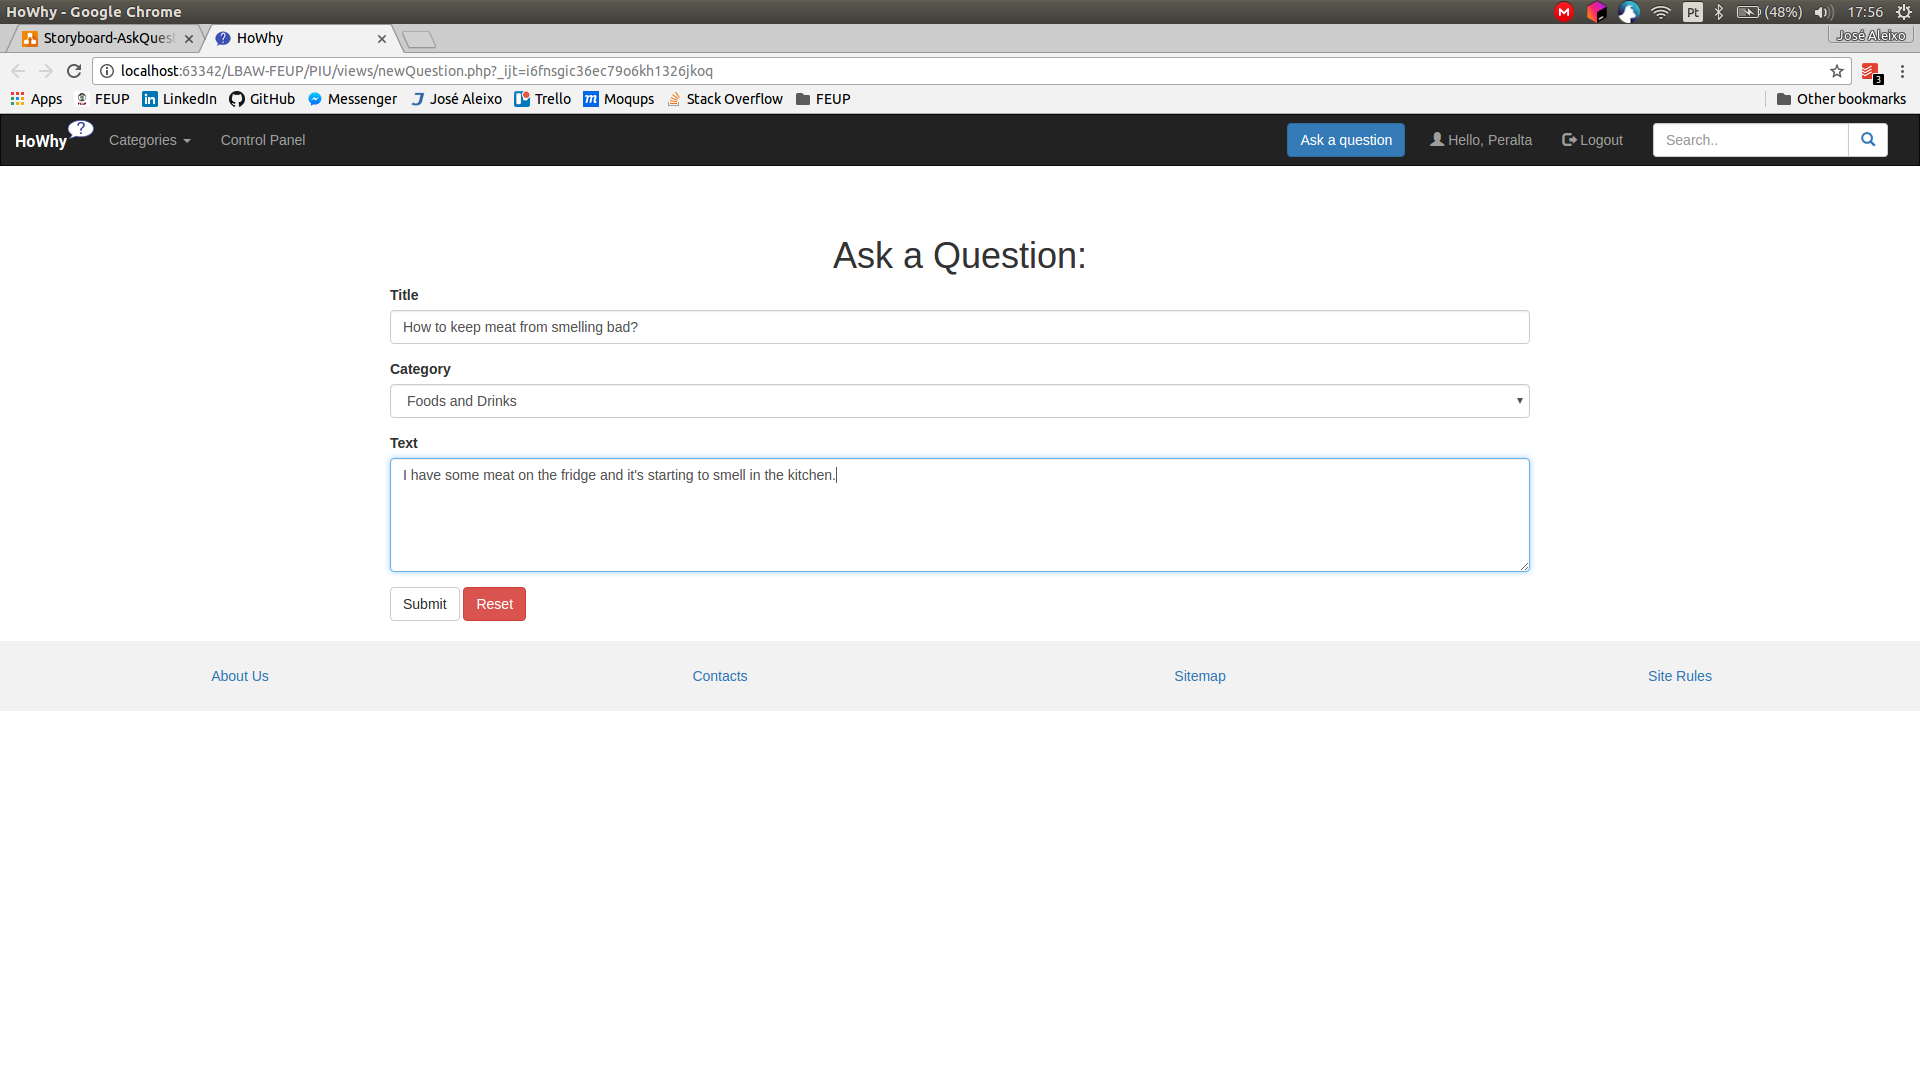 HoWhy - Google Chrome
Pt (48%) 17:56
Storyboard-AskQues HoWhy José Aleixo
localhost:63342/LBAW-FEUP/PIU/views/newQuestion.php?_ijt=i6fnsgic36ec79o6kh1326jkoq 3
Apps FEUP LinkedIn GitHub Messenger José Aleixo Trello Moqups Stack Overflow FEUP Other bookmarks
HoWhy ? Categories Control Panel Ask a question Hello, Peralta Logout Search..
Ask a Question:
Title
How to keep meat from smelling bad?
Category
Foods and Drinks
Text
I have some meat on the fridge and it's starting to smell in the kitchen.
Submit Reset
About Us Contacts Sitemap Site Rules